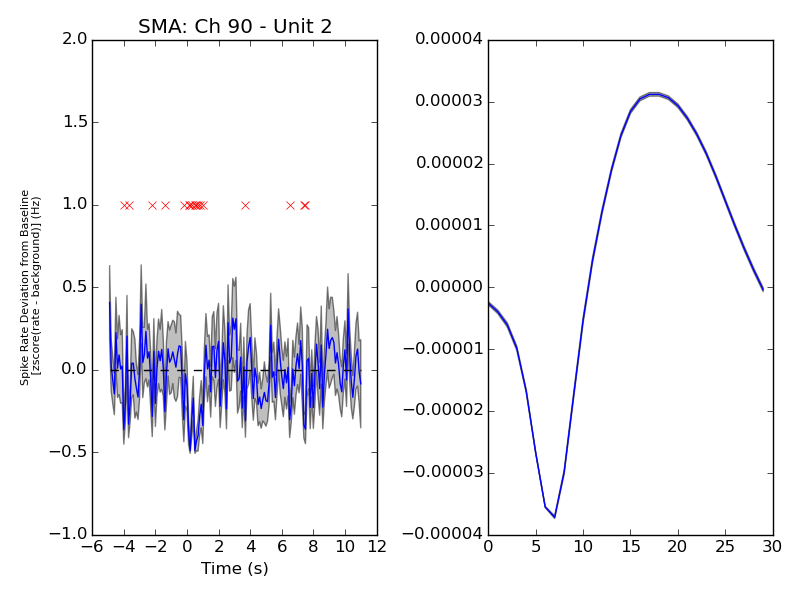 SMA: Ch 90 - Unit 2
Spike Rate Deviation from Baseline
[zscore(rate - background)] (Hz)
2.0
1.5
1.0
0.5
0.0
−0.5
−1.0
−6 −4 −2 0 2 4 6 8 10 12
Time (s)
0.00004
0.00003
0.00002
0.00001
0.00000
−0.00001
−0.00002
−0.00003
−0.00004
0 5 10 15 20 25 30